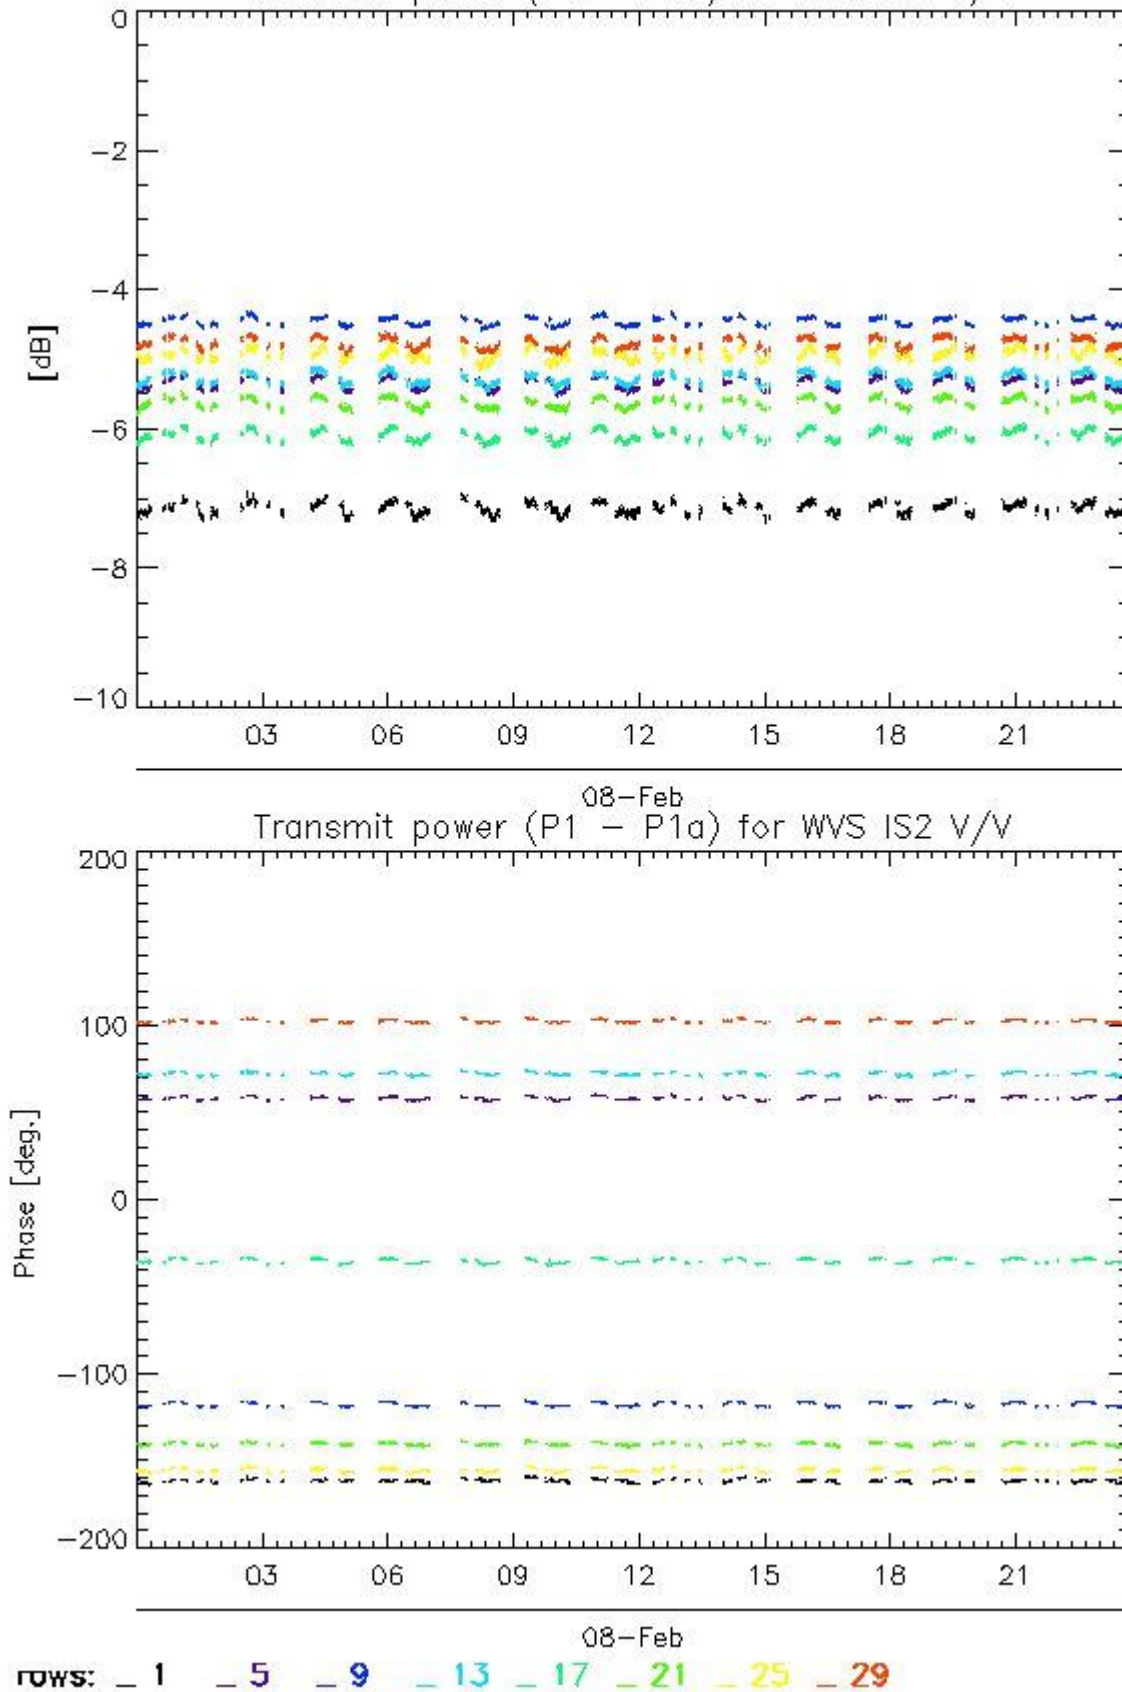 0
−2
−4
[dB]
−6
−8
−10
03 06 09 12 15 18 21
08−Feb
Transmit power (P1 − P1a) for WVS IS2 V/V
200
100
Phase [deg.]
0
−100
−200
03 06 09 12 15 18 21
08−Feb
rows: _ 1 _ 5 _ 9 _ 13 _ 17 _ 21 _ 25 _ 29